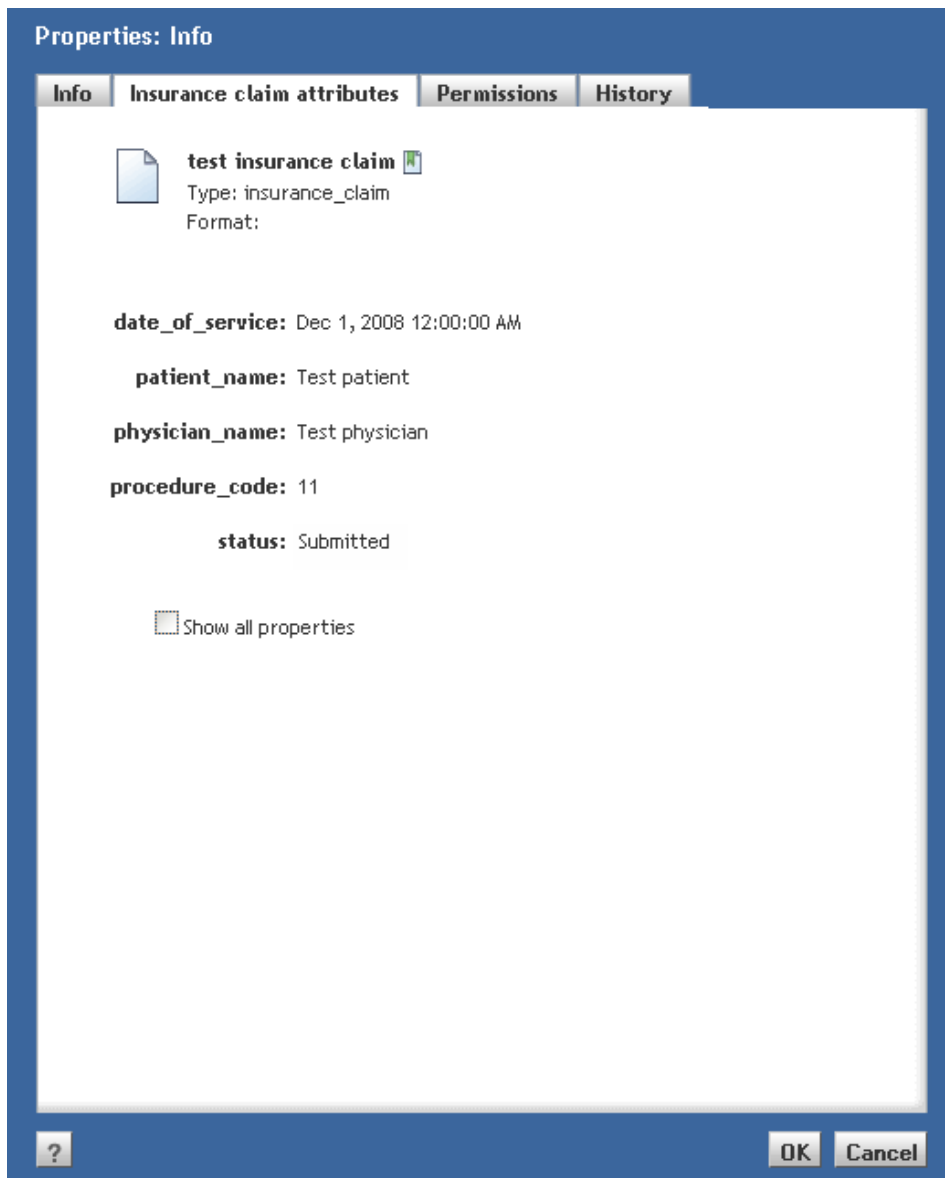 Properties: Info
Info Insurance claim attributes Permissions History
test insurance claim
Type: insurance_claim
Format:
date_of_service: Dec 1, 2008 12:00:00 AM
patient_name: Test patient
physician_name: Test physician
procedure_code: 11
status: Submitted
Show all properties
? OK Cancel